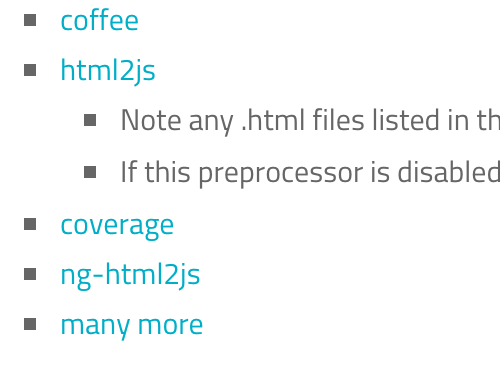 coffee
html2js
Note any .html files listed in th
If this preprocessor is disabled
coverage
ng-html2js
many more